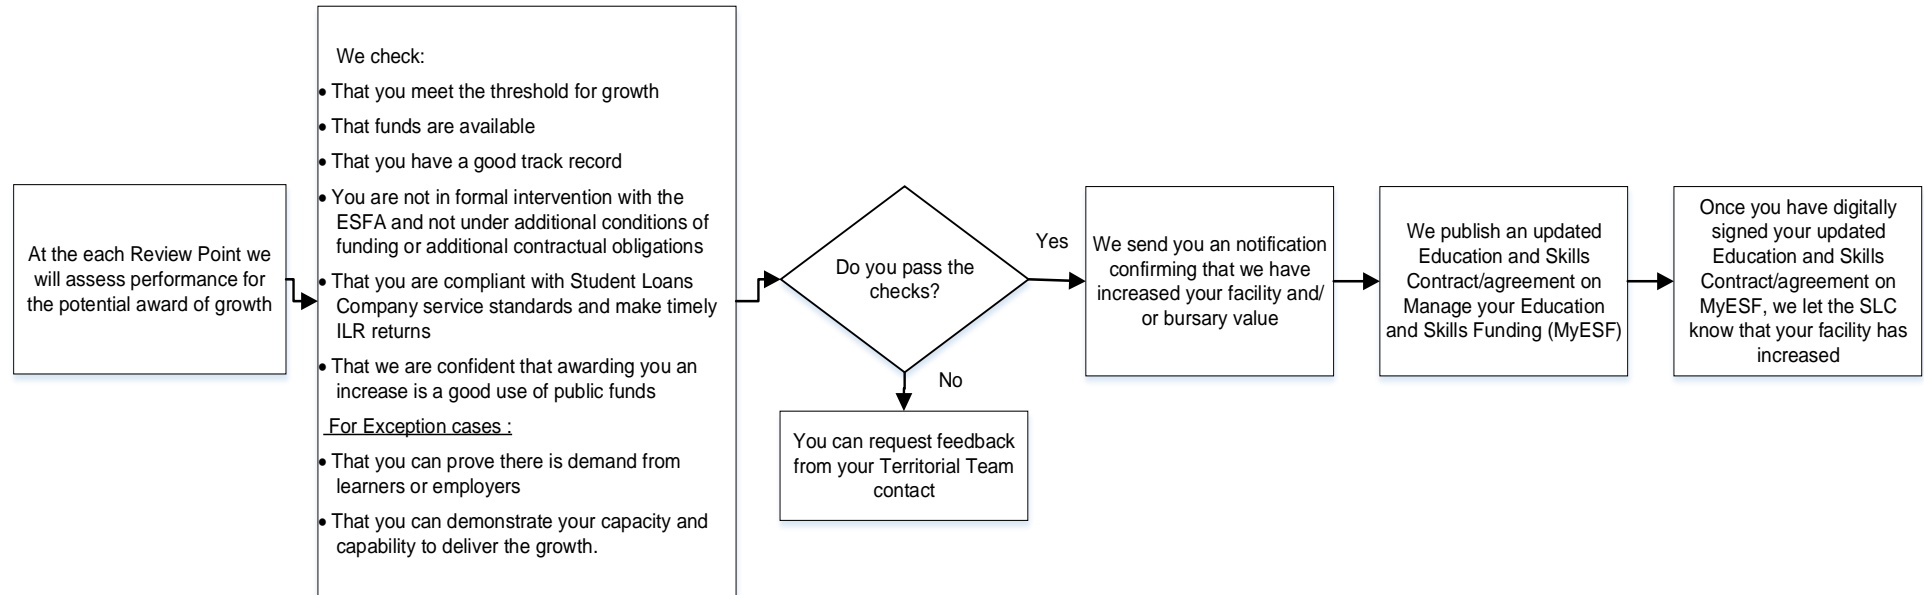 At the each Review Point we
will assess performance for
the potential award of growth
We check:
• That you meet the threshold for growth
• That funds are available
• That you have a good track record
• You are not in formal intervention with the
ESFA and not under additional conditions of
funding or additional contractual obligations
• That you are compliant with Student Loans
Company service standards and make timely
ILR returns
• That we are confident that awarding you an
increase is a good use of public funds
For Exception cases :
• That you can prove there is demand from
learners or employers
• That you can demonstrate your capacity and
capability to deliver the growth.
Do you pass the
checks?
Yes
No
You can request feedback
from your Territorial Team
contact
We send you an notification
confirming that we have
increased your facility and/
or bursary value
We publish an updated
Education and Skills
Contract/agreement on
Manage your Education
and Skills Funding (MyESF)
Once you have digitally
signed your updated
Education and Skills
Contract/agreement on
MyESF, we let the SLC
know that your facility has
increased